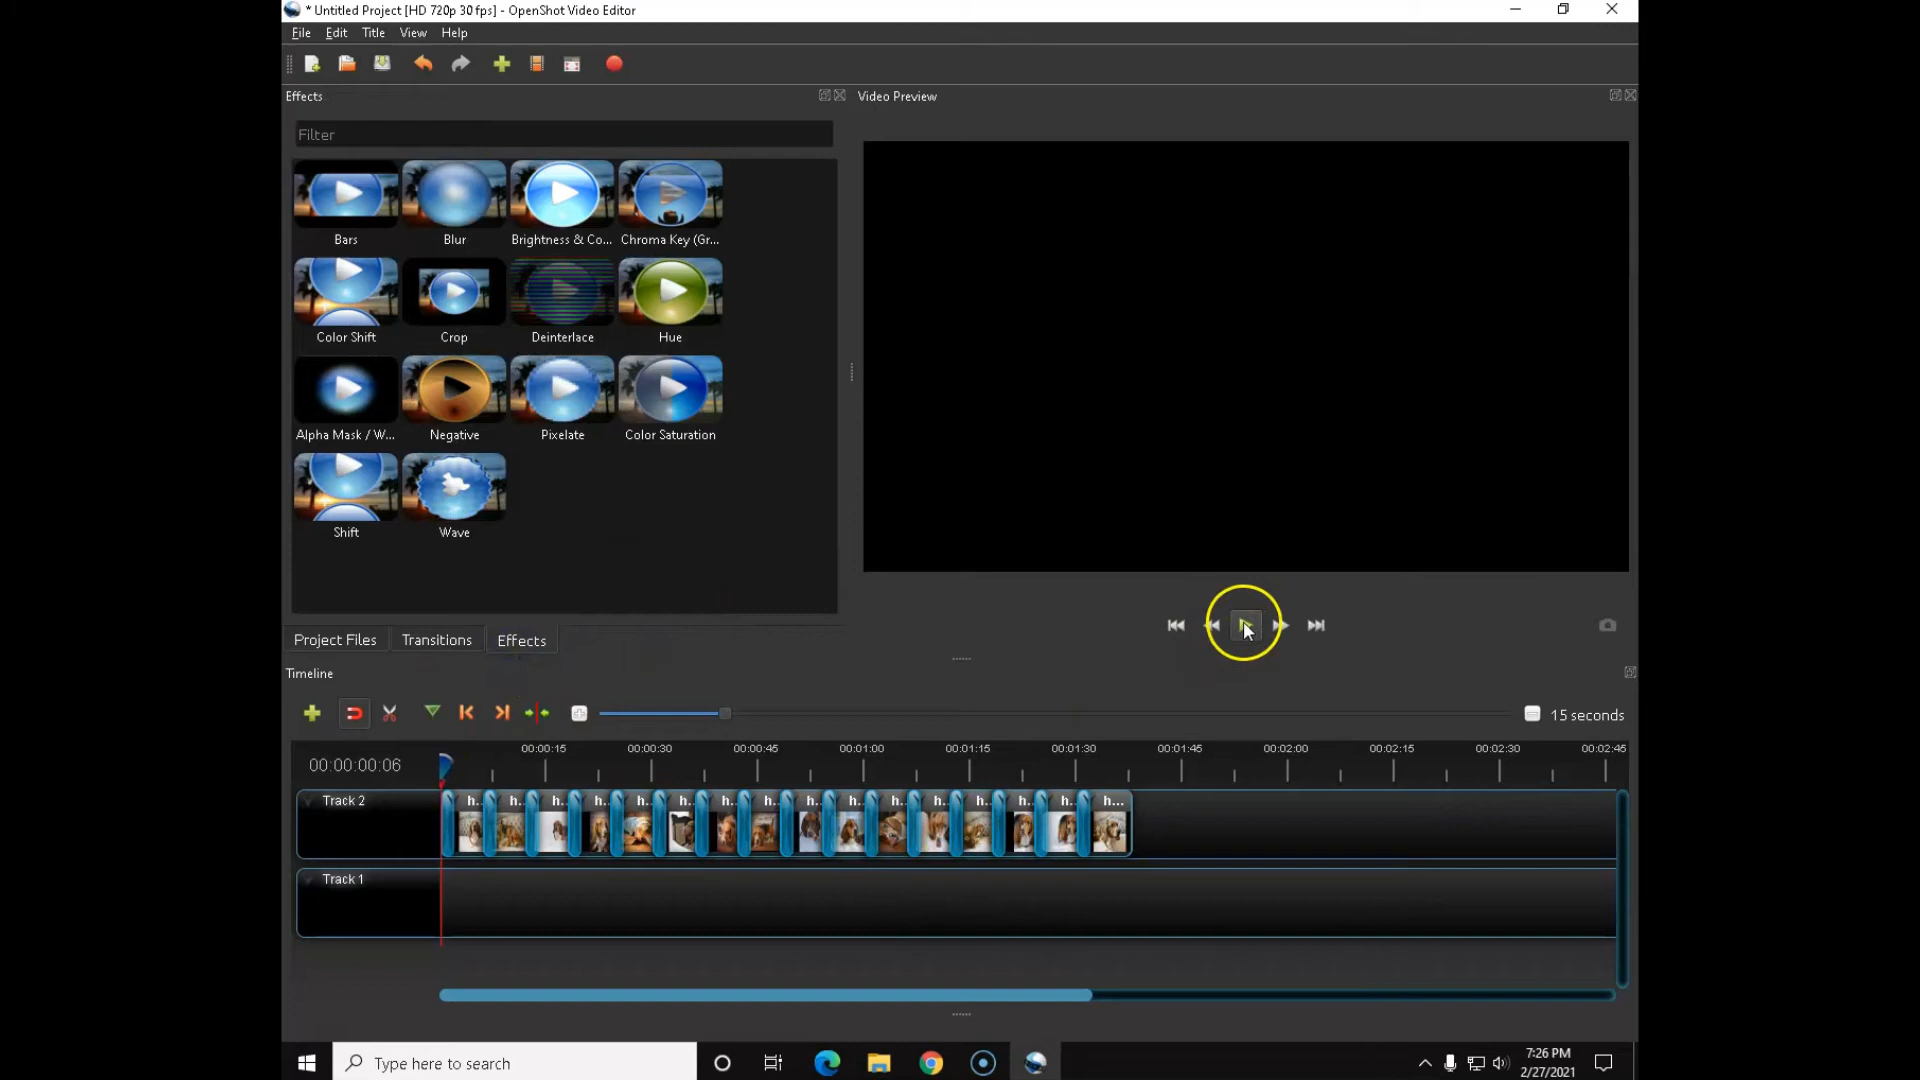 * Untitled Project [HD 720p 30 fps] - OpenShot Video Editor
File Edit Title View Help
Effects
Video Preview
Filter
Bars
Blur
Brightness & Co...
Chroma Key (Gr...
Color Shift
Crop
Deinterlace
Hue
Alpha Mask / W...
Negative
Pixelate
Color Saturation
Shift
Wave
Project Files
Transitions
Effects
Timeline
15 seconds
00:00:00:06
00:00:15
00:00:30
00:00:45
00:01:00
00:01:15
00:01:30
00:01:45
00:02:00
00:02:15
00:02:30
00:02:45
Track 2
h... h... h... h... h... h... h... h... h... h... h... h... h... h... h... h...
Track 1
Type here to search
7:26 PM
2/27/2021